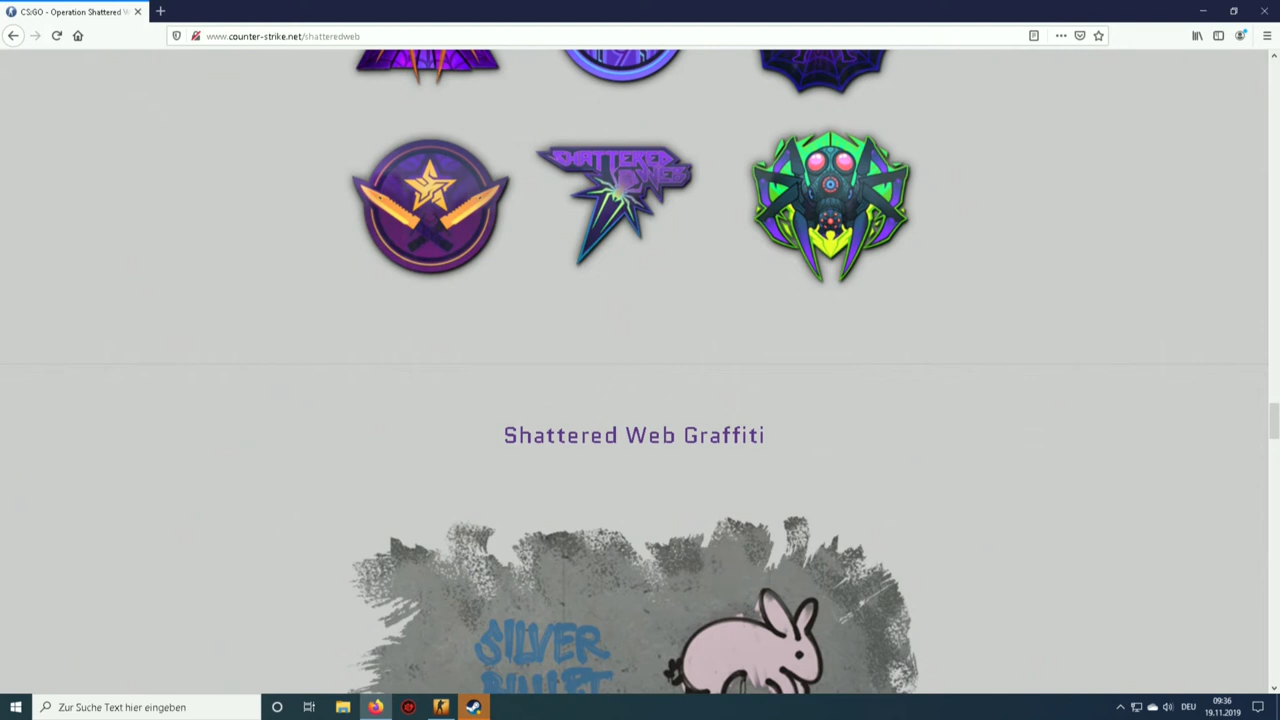 CS:GO - Operation Shattered W
www.counter-strike.net/shatteredweb
SHATTERED
WEB
Shattered Web Graffiti
SILVER
BULLET
Zur Suche Text hier eingeben
DEU
09:36
19.11.2019